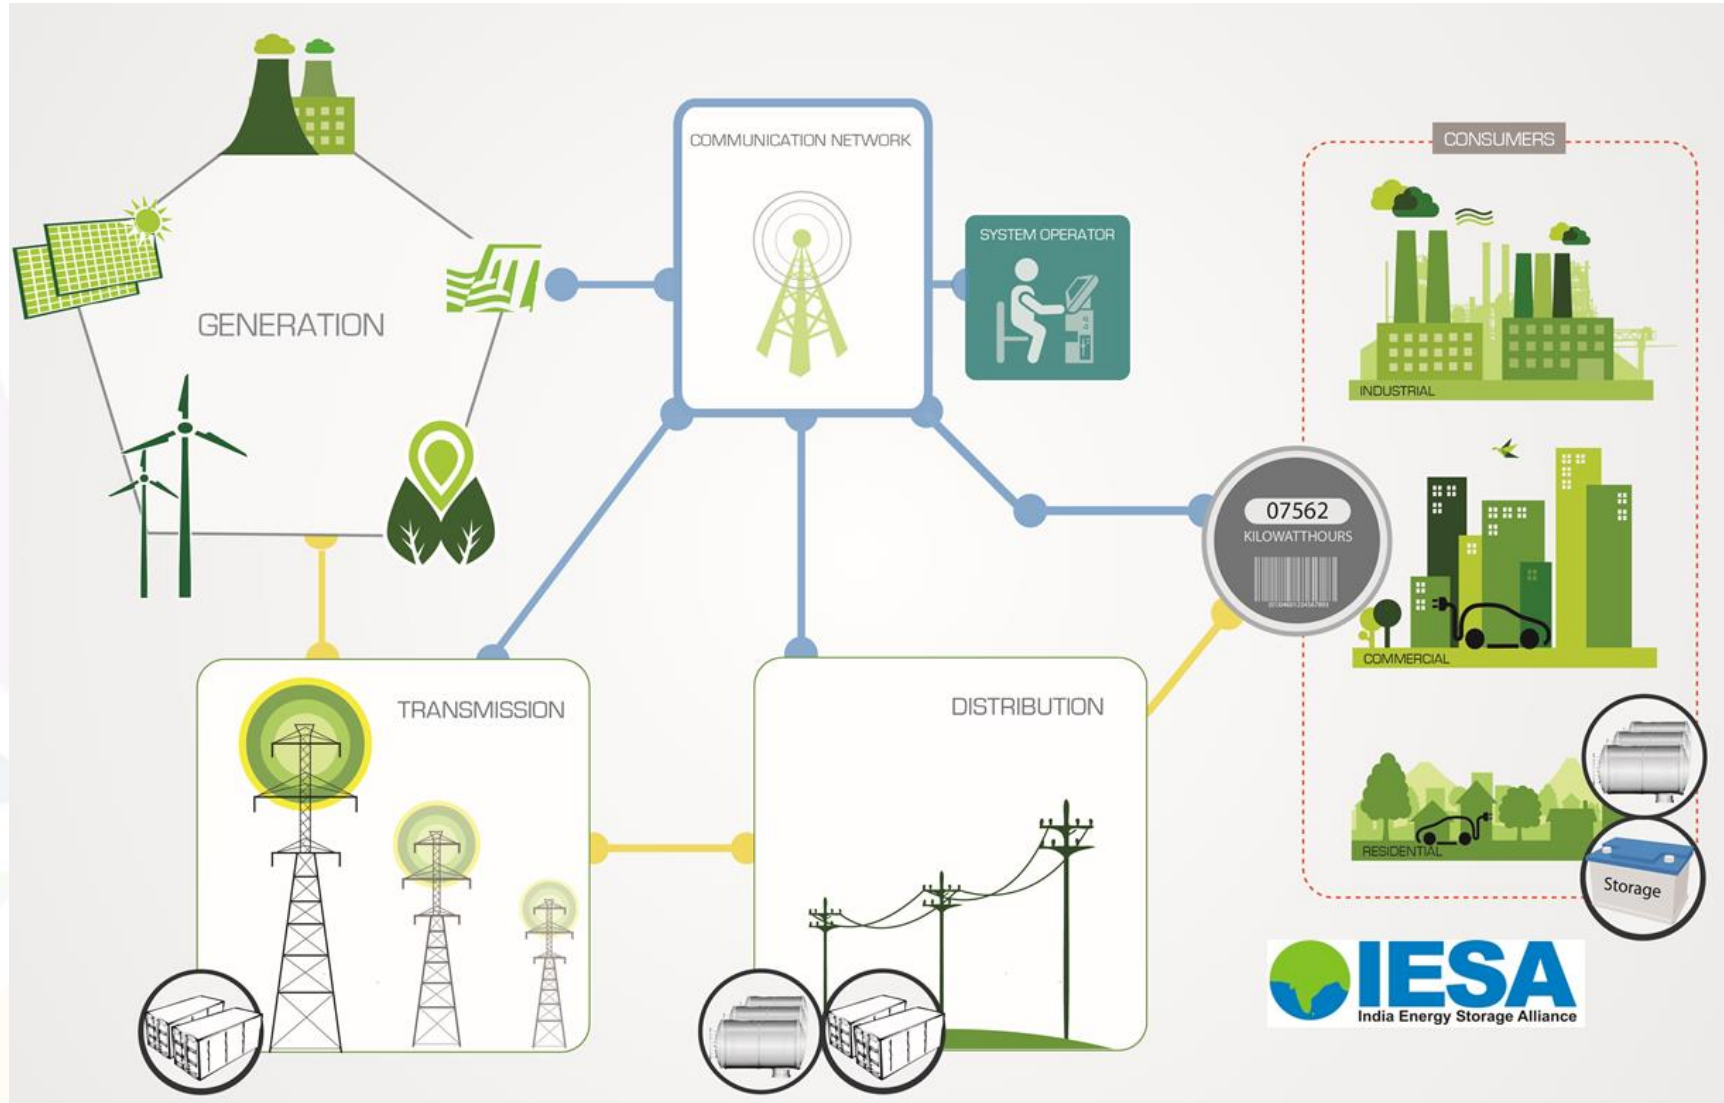 COMMUNICATION NETWORK
CONSUMERS
SYSTEM OPERATOR
GENERATION
INDUSTRIAL
07562
KILOWATTHOURS
COMMERCIAL
TRANSMISSION
DISTRIBUTION
RESIDENTIAL
Storage
IESA
India Energy Storage Alliance